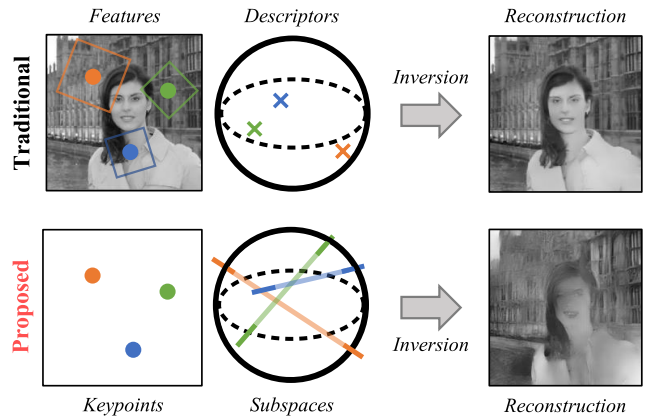 Features Descriptors Reconstruction
Traditional
Inversion
Proposed
Inversion
Keypoints Subspaces Reconstruction